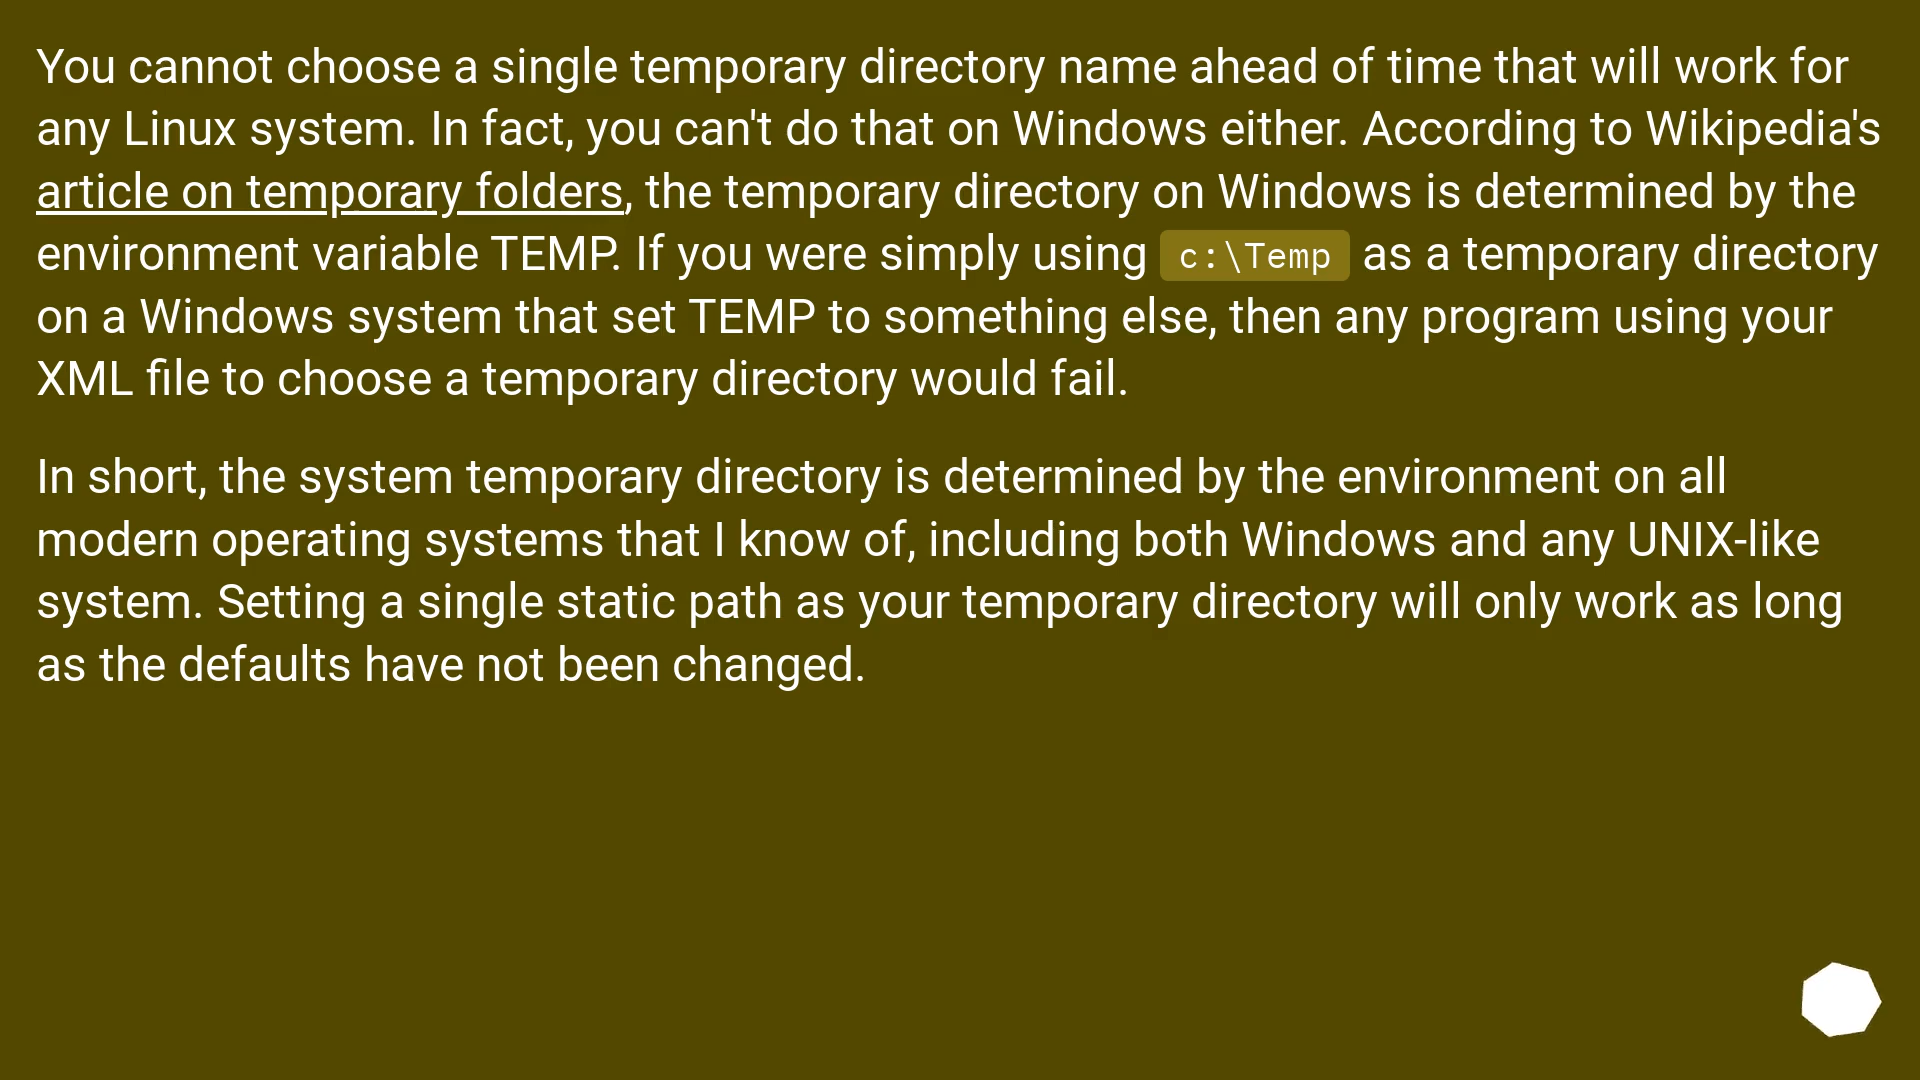 You cannot choose a single temporary directory name ahead of time that will work for
any Linux system. In fact, you can't do that on Windows either. According to Wikipedia's
article on temporary folders, the temporary directory on Windows is determined by the
environment variable TEMP. If you were simply using c:\Temp as a temporary directory
on a Windows system that set TEMP to something else, then any program using your
XML file to choose a temporary directory would fail.
In short, the system temporary directory is determined by the environment on all
modern operating systems that I know of, including both Windows and any UNIX-like
system. Setting a single static path as your temporary directory will only work as long
as the defaults have not been changed.